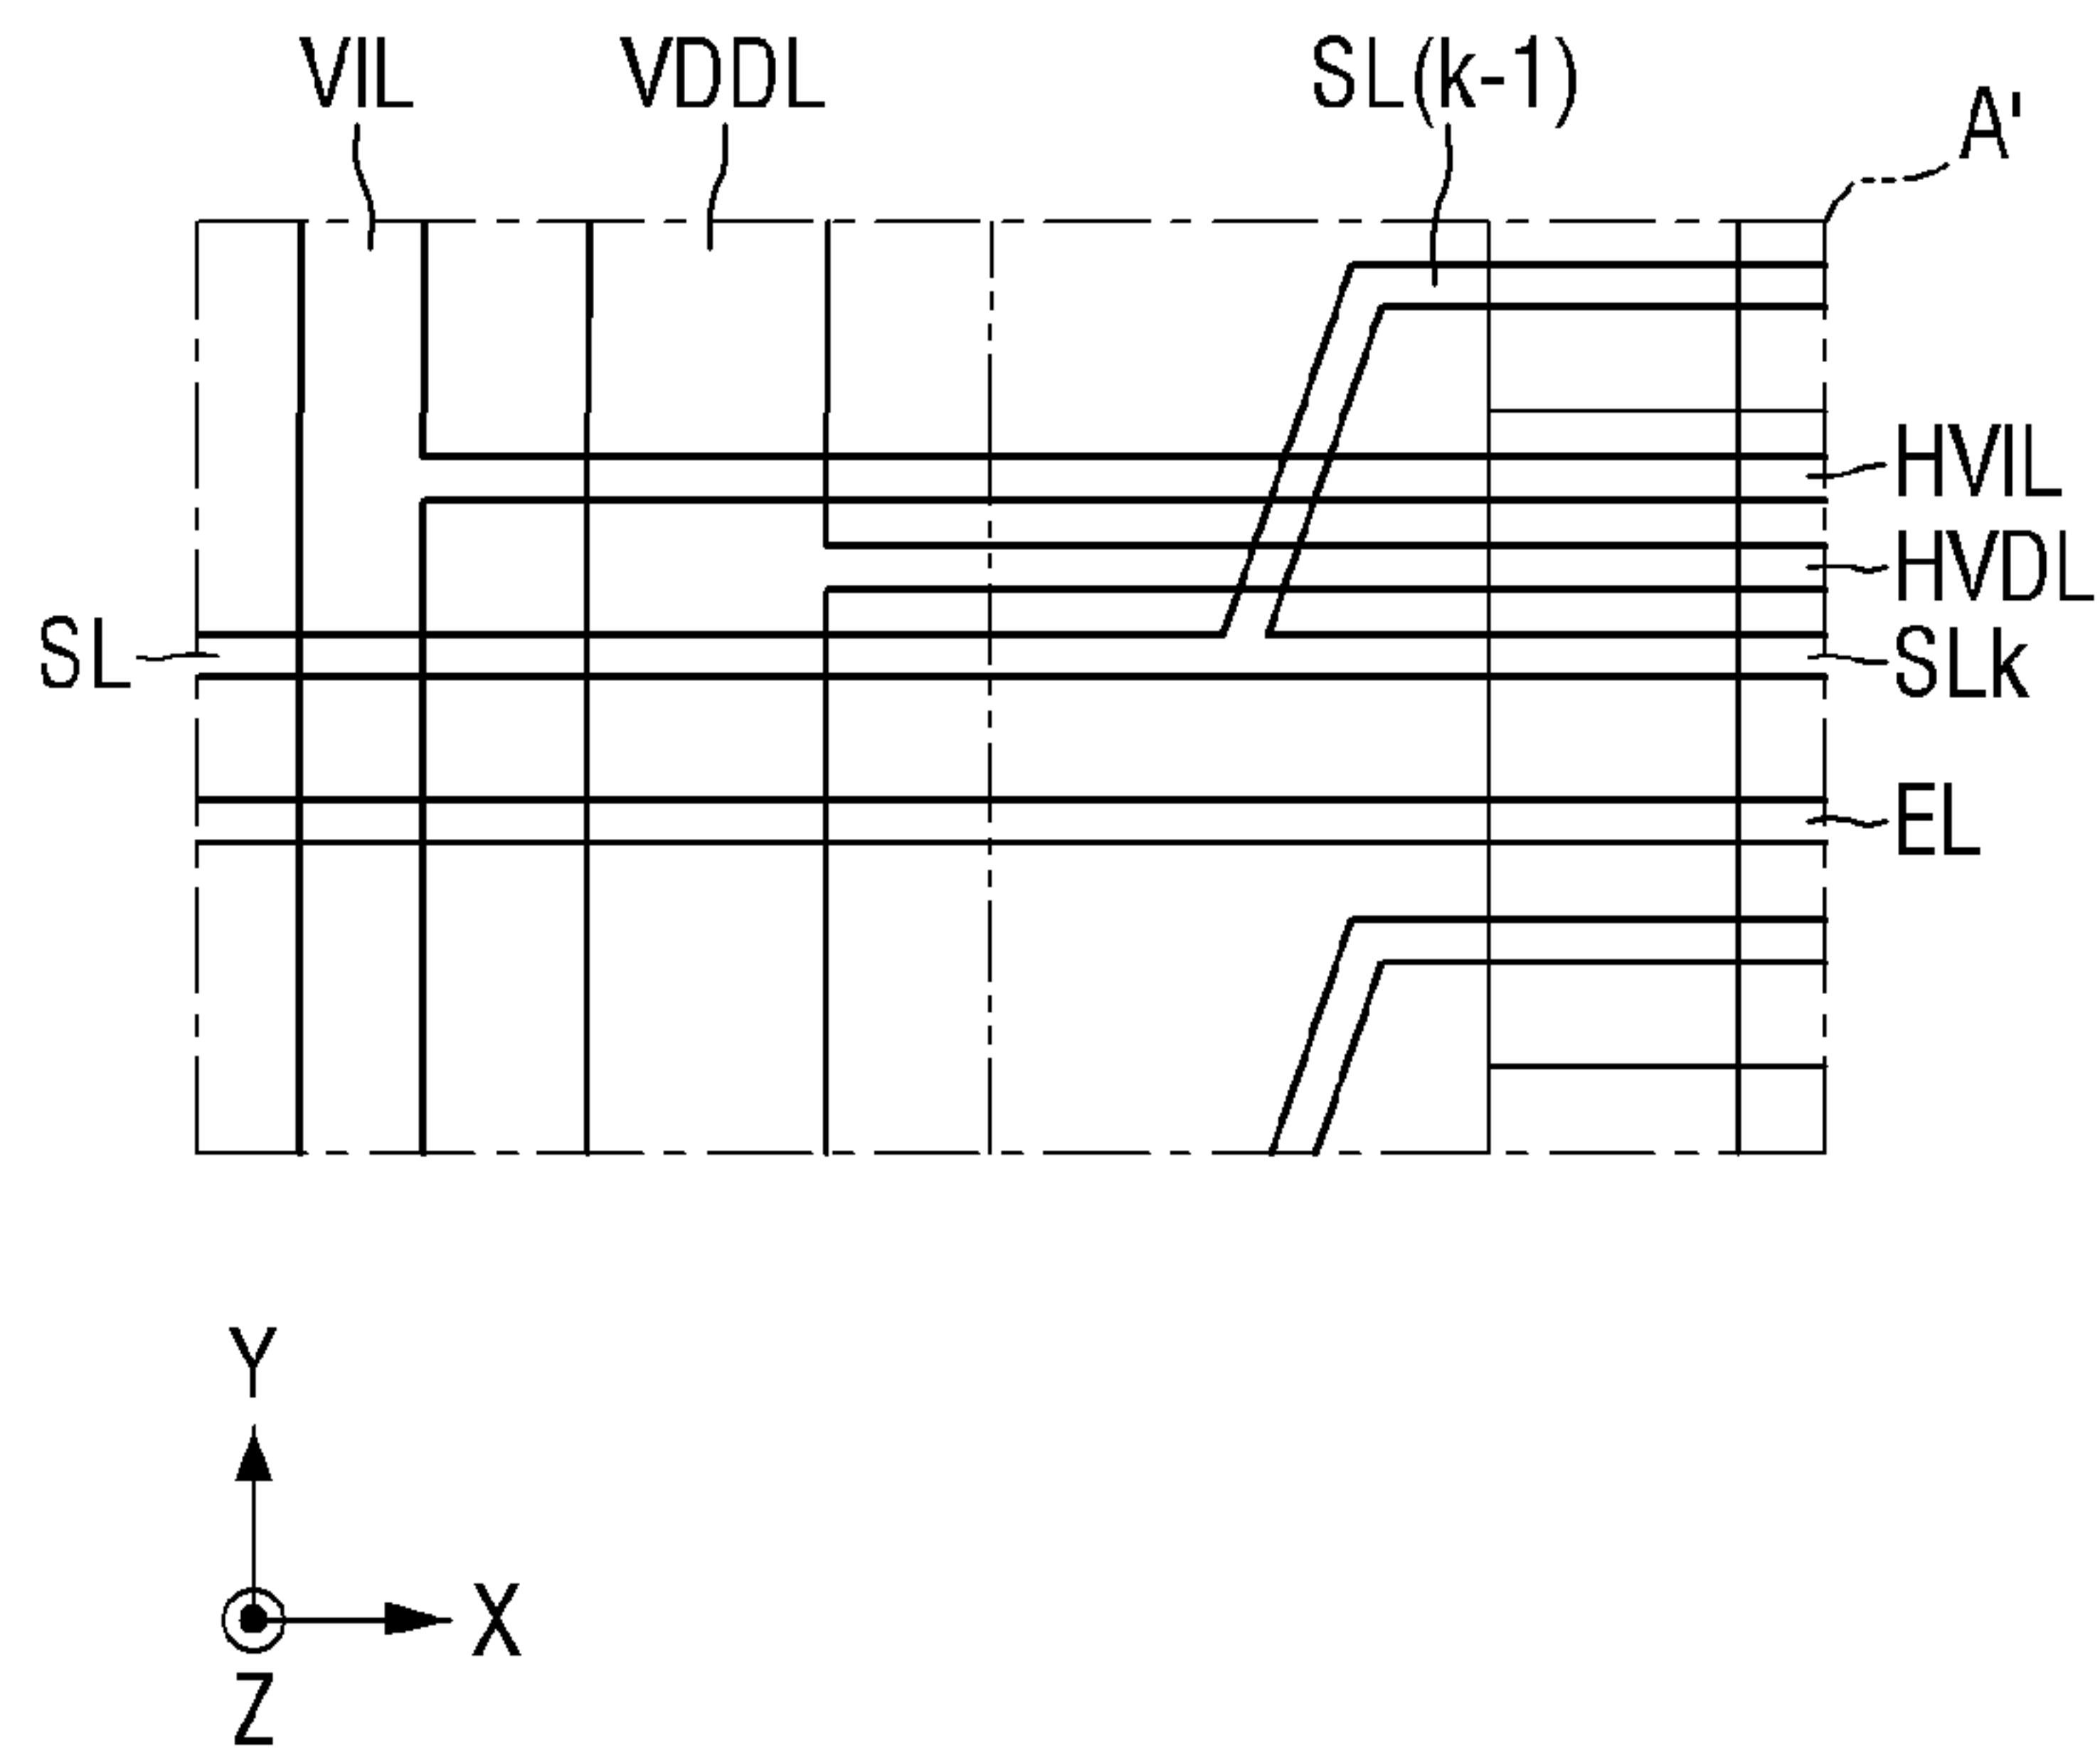 VIL
VDDL
SL(k-1)
A'
HVIL
HVDL
SL
SLk
EL
Y
X
Z